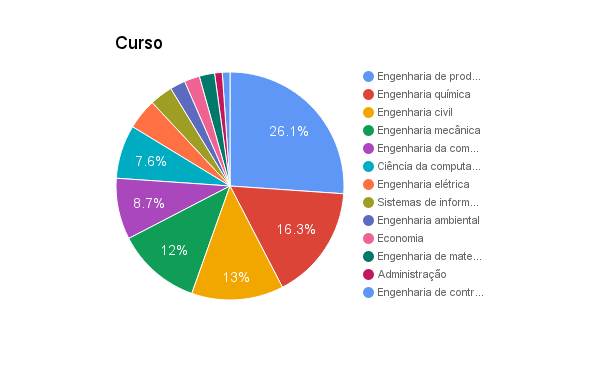 Curso
26.1%
16.3%
13%
12%
8.7%
7.6%
Engenharia de prod...
Engenharia química
Engenharia civil
Engenharia mecânica
Engenharia da com...
Ciência da computa...
Engenharia elétrica
Sistemas de inform...
Engenharia ambiental
Economia
Engenharia de mate...
Administração
Engenharia de contr...